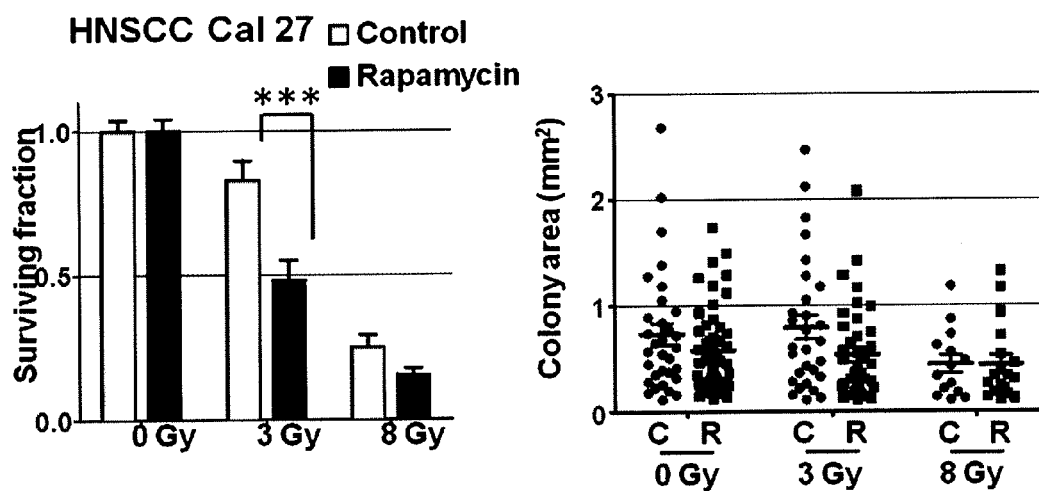 HNSCC Cal 27
Control
Rapamycin
***
Surviving fraction
1.0
0.5
0.0
0 Gy
3 Gy
8 Gy
Colony area (mm²)
3
2
1
0
C R C R C R
0 Gy 3 Gy 8 Gy